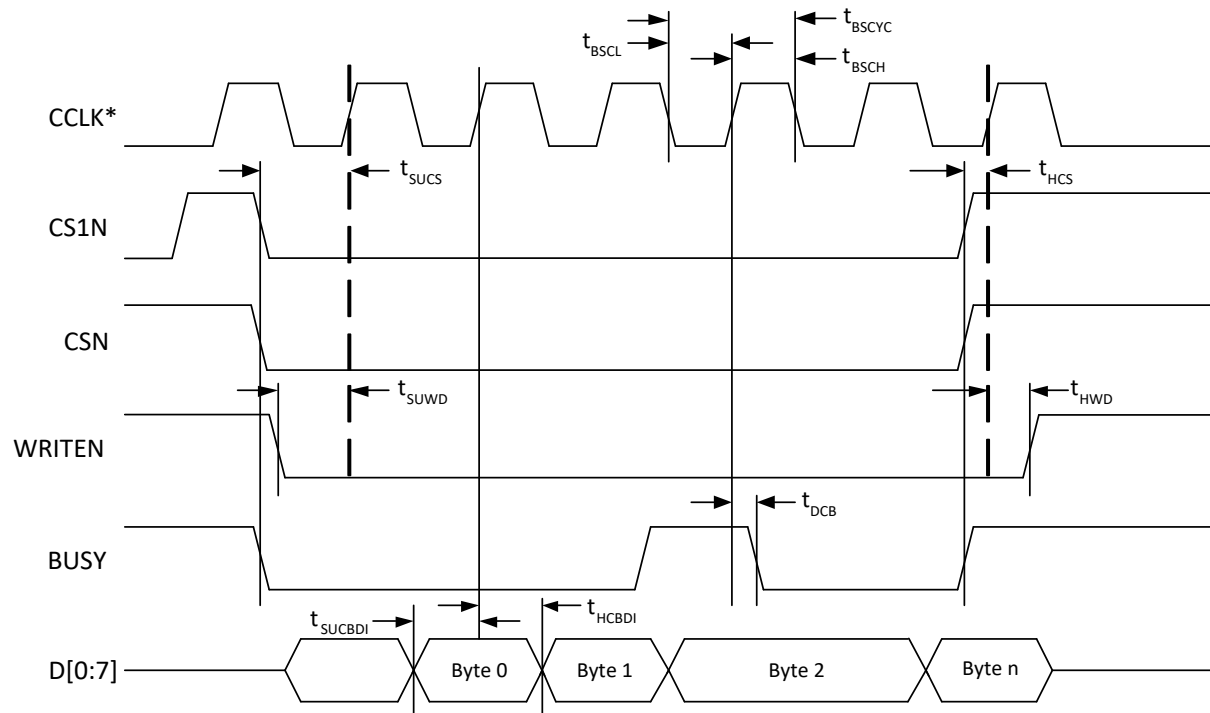 tBSCYC
tBSCL
tBSCH
CCLK*
tSUCS
tHCS
CS1N
CSN
tSUWD
tHWD
WRITEN
tDCB
BUSY
tSUCBDI
tHCBDI
D[0:7]
Byte 0
Byte 1
Byte 2
Byte n